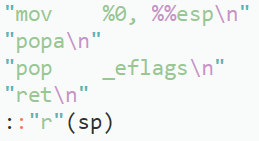 "mov    %0, %%esp\n"
"popa\n"
"pop    _eflags\n"
"ret\n"
::"r"(sp)